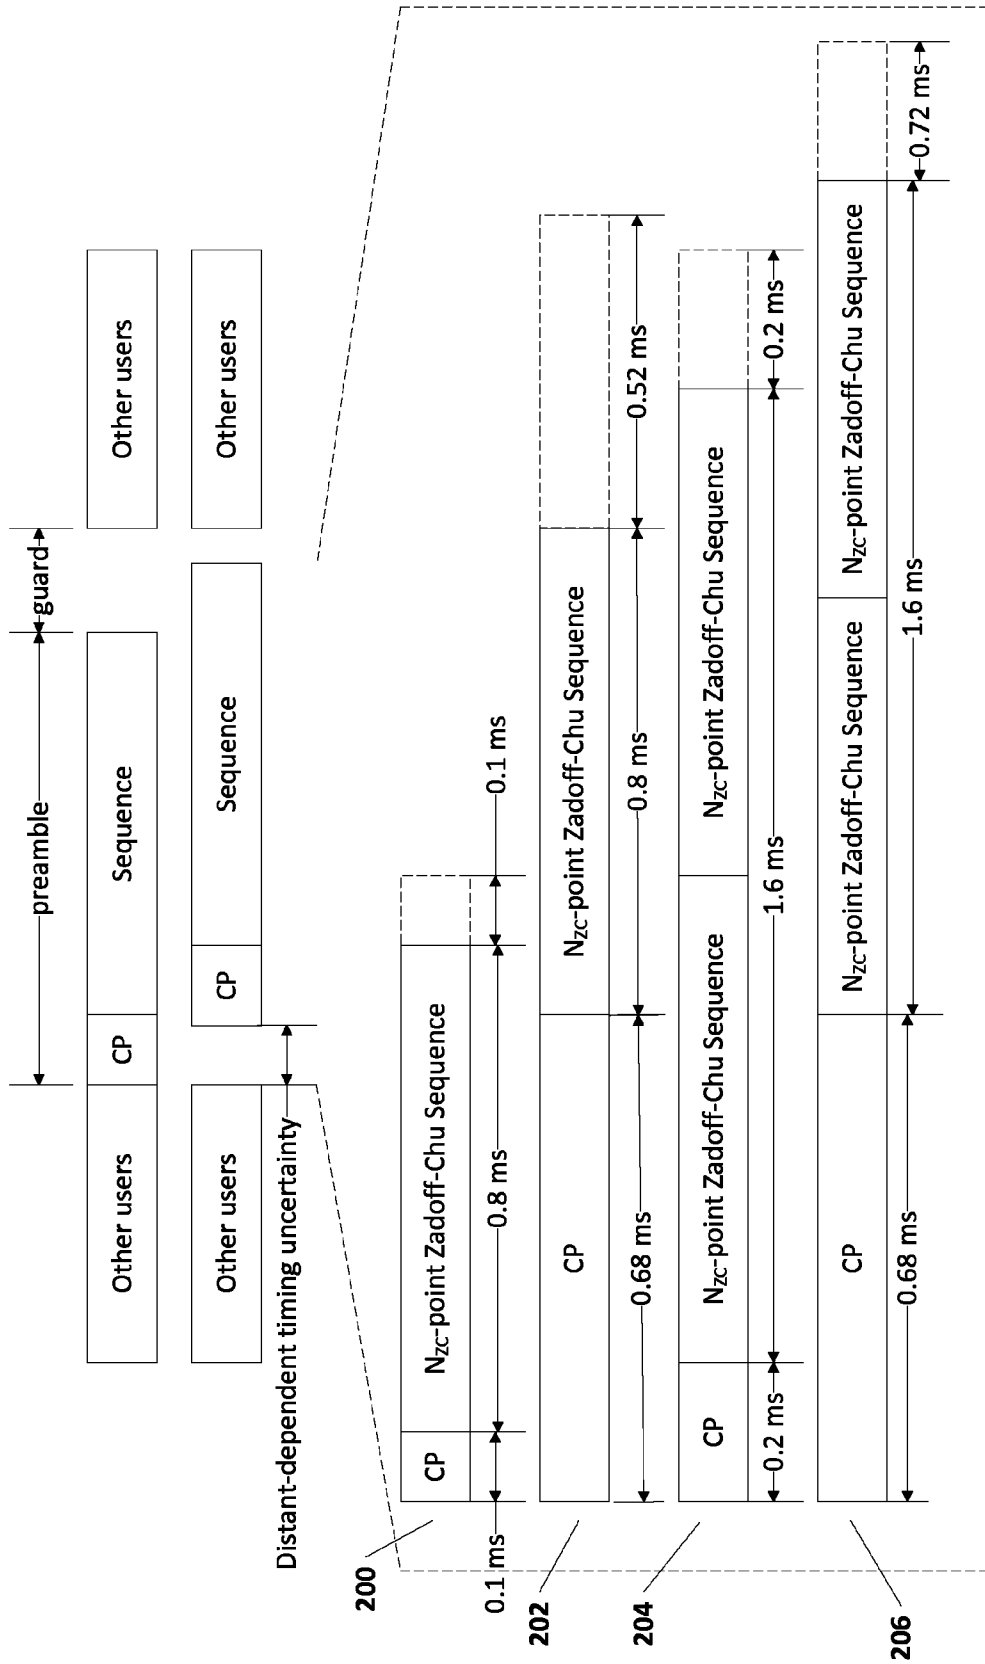 preamble
guard
Other users
CP
Sequence
Other users
Other users
CP
Sequence
Other users
Distant-dependent timing uncertainty
200
CP
N_ZC-point Zadoff-Chu Sequence
0.1 ms
0.8 ms
0.1 ms
202
CP
N_ZC-point Zadoff-Chu Sequence
0.68 ms
0.8 ms
0.52 ms
204
CP
N_ZC-point Zadoff-Chu Sequence
N_ZC-point Zadoff-Chu Sequence
0.2 ms
1.6 ms
0.2 ms
206
CP
N_ZC-point Zadoff-Chu Sequence
N_ZC-point Zadoff-Chu Sequence
0.68 ms
1.6 ms
0.72 ms